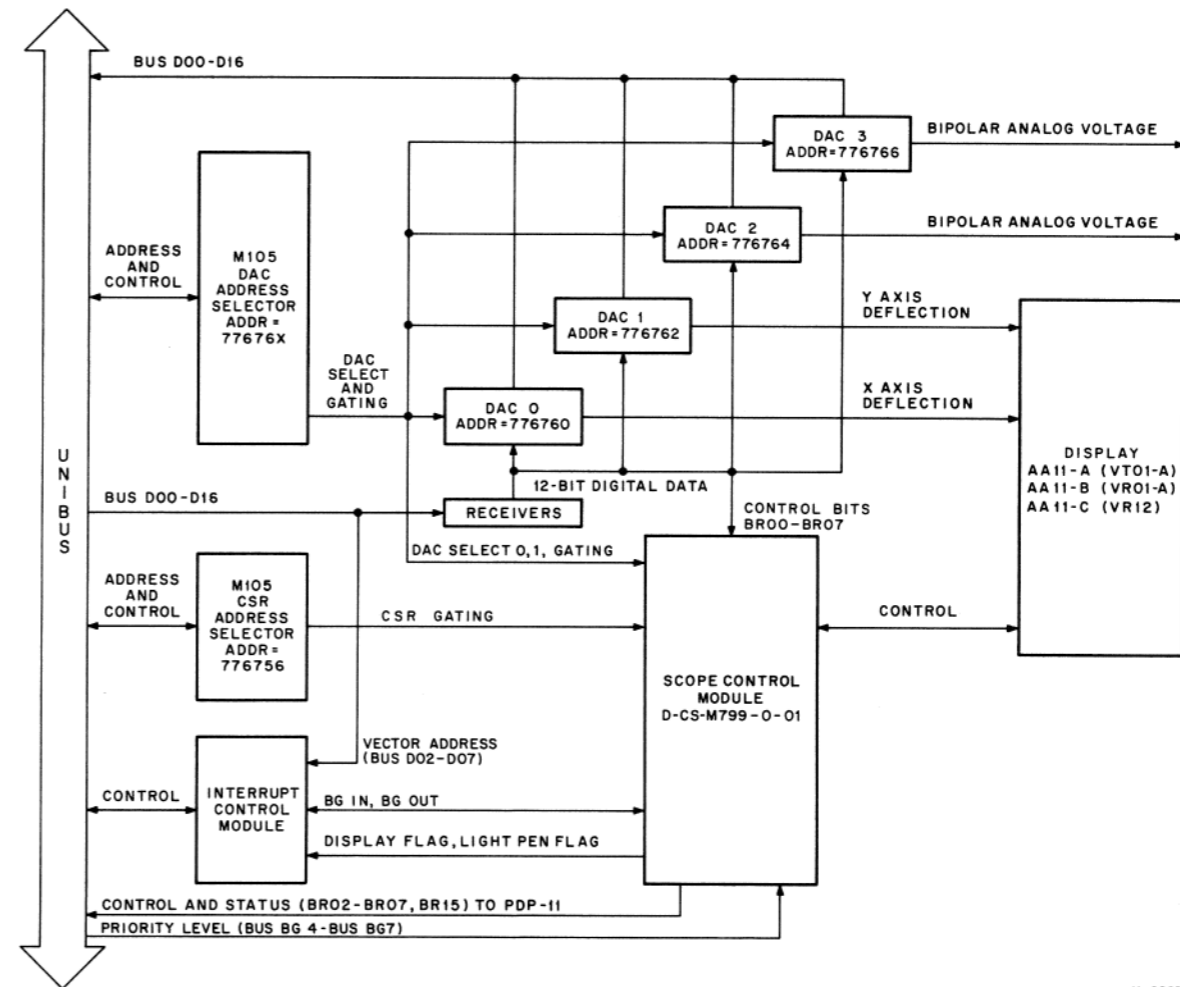 BUS D00-D16
DAC 3
ADDR=776766
BIPOLAR ANALOG VOLTAGE
DAC 2
ADDR=776764
BIPOLAR ANALOG VOLTAGE
ADDRESS
AND
CONTROL
M105
DAC
ADDRESS
SELECTOR
ADDR=
77676X
DAC 1
ADDR=776762
Y AXIS
DEFLECTION
DAC
SELECT
AND
GATING
DAC 0
ADDR=776760
X AXIS
DEFLECTION
UNIBUS
DISPLAY
AA11-A (VT01-A)
AA11-B (VR01-A)
AA11-C (VR12)
12-BIT DIGITAL DATA
BUS D00-D16
RECEIVERS
CONTROL BITS
BR00-BR07
DAC SELECT 0,1, GATING
ADDRESS
AND
CONTROL
M105
CSR
ADDRESS
SELECTOR
ADDR=
776756
CSR GATING
CONTROL
SCOPE CONTROL
MODULE
D-CS-M799-0-01
VECTOR ADDRESS
(BUS D02-D07)
CONTROL
INTERRUPT
CONTROL
MODULE
BG IN, BG OUT
DISPLAY FLAG, LIGHT PEN FLAG
CONTROL AND STATUS (BR02-BR07, BR15) TO PDP-11
PRIORITY LEVEL (BUS BG 4-BUS BG7)